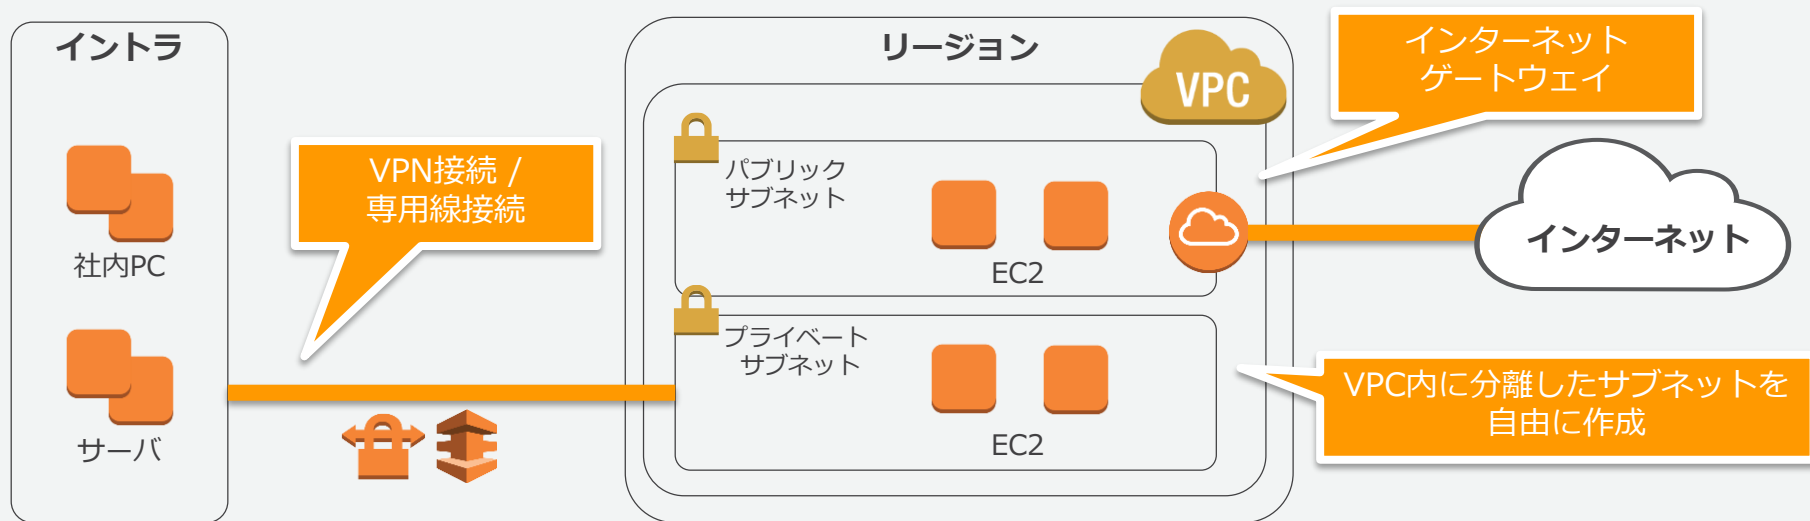 イントラ
社内PC
サーバ
VPN接続 /
専用線接続
リージョン
VPC
パブリック
サブネット
EC2
プライベート
サブネット
EC2
インターネット
ゲートウェイ
インターネット
VPC内に分離したサブネットを
自由に作成